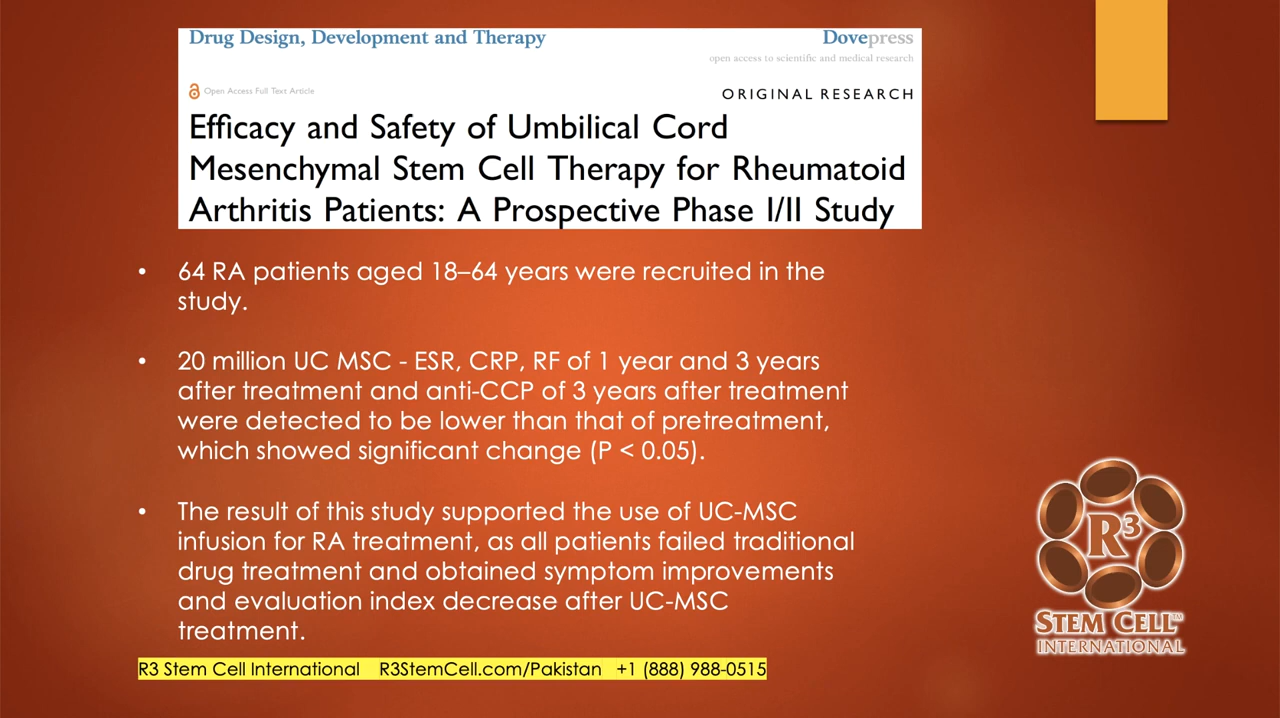 Drug Design, Development and Therapy
Dovepress
open access to scientific and medical research
Open Access Full Text Article
ORIGINAL RESEARCH
Efficacy and Safety of Umbilical Cord
Mesenchymal Stem Cell Therapy for Rheumatoid
Arthritis Patients: A Prospective Phase I/II Study
• 64 RA patients aged 18–64 years were recruited in the
study.
• 20 million UC MSC - ESR, CRP, RF of 1 year and 3 years
after treatment and anti-CCP of 3 years after treatment
were detected to be lower than that of pretreatment,
which showed significant change (P < 0.05).
• The result of this study supported the use of UC-MSC
infusion for RA treatment, as all patients failed traditional
drug treatment and obtained symptom improvements
and evaluation index decrease after UC-MSC
treatment.
R3 Stem Cell International R3StemCell.com/Pakistan +1 (888) 988-0515
R³
STEM CELL™
INTERNATIONAL